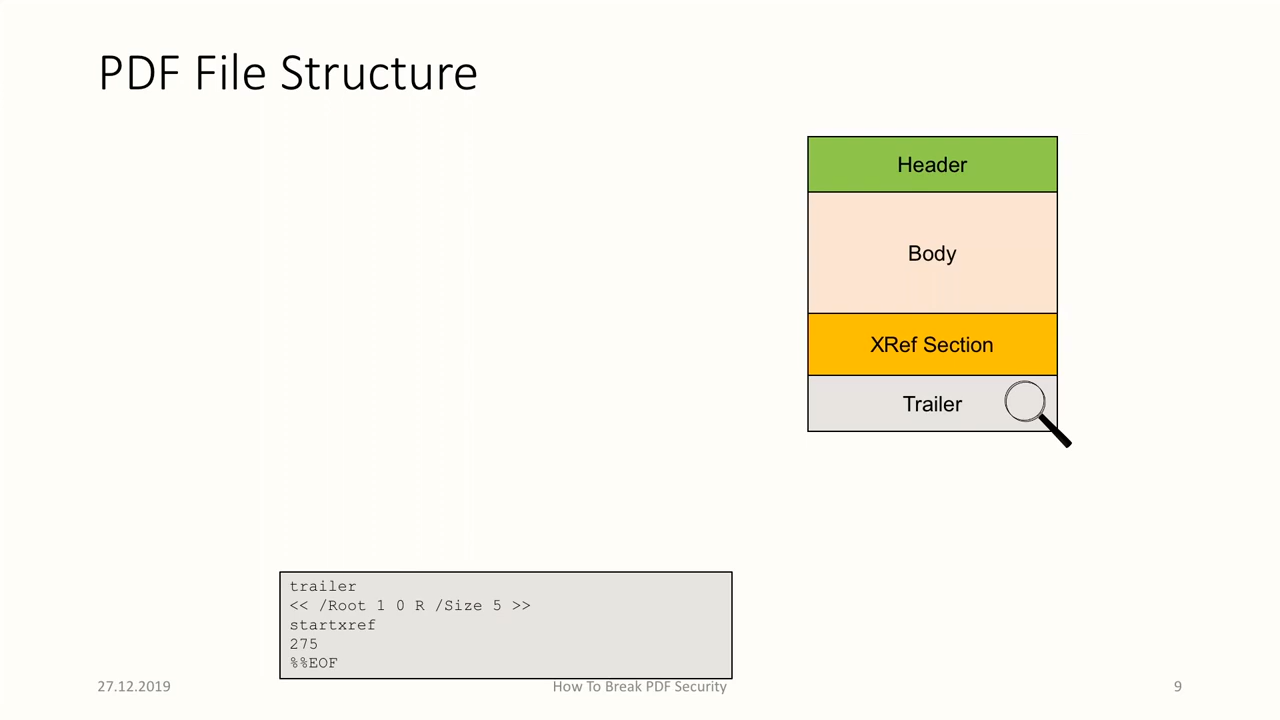 PDF File Structure
Header
Body
XRef Section
Trailer
trailer
<< /Root 1 0 R /Size 5 >>
startxref
275
%%EOF
27.12.2019
How To Break PDF Security
9